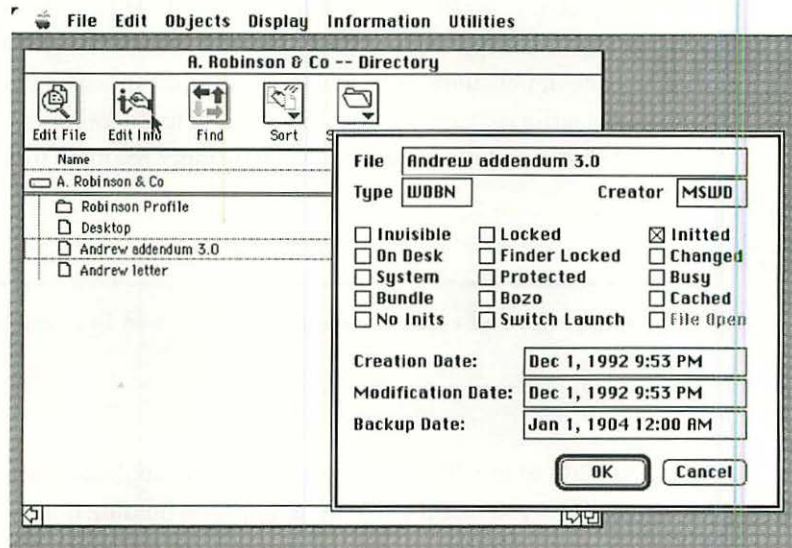 File Edit Objects Display Information Utilities
A. Robinson & Co -- Directory
Edit File Edit Info Find Sort
Name
A. Robinson & Co
Robinson Profile
Desktop
Andrew addendum 3.0
Andrew letter
File Andrew addendum 3.0
Type WDBN Creator MSWD
Invisible Locked Initted
On Desk Finder Locked Changed
System Protected Busy
Bundle Bozo Cached
No Inits Switch Launch File Open
Creation Date: Dec 1, 1992 9:53 PM
Modification Date: Dec 1, 1992 9:53 PM
Backup Date: Jan 1, 1904 12:00 AM
OK Cancel